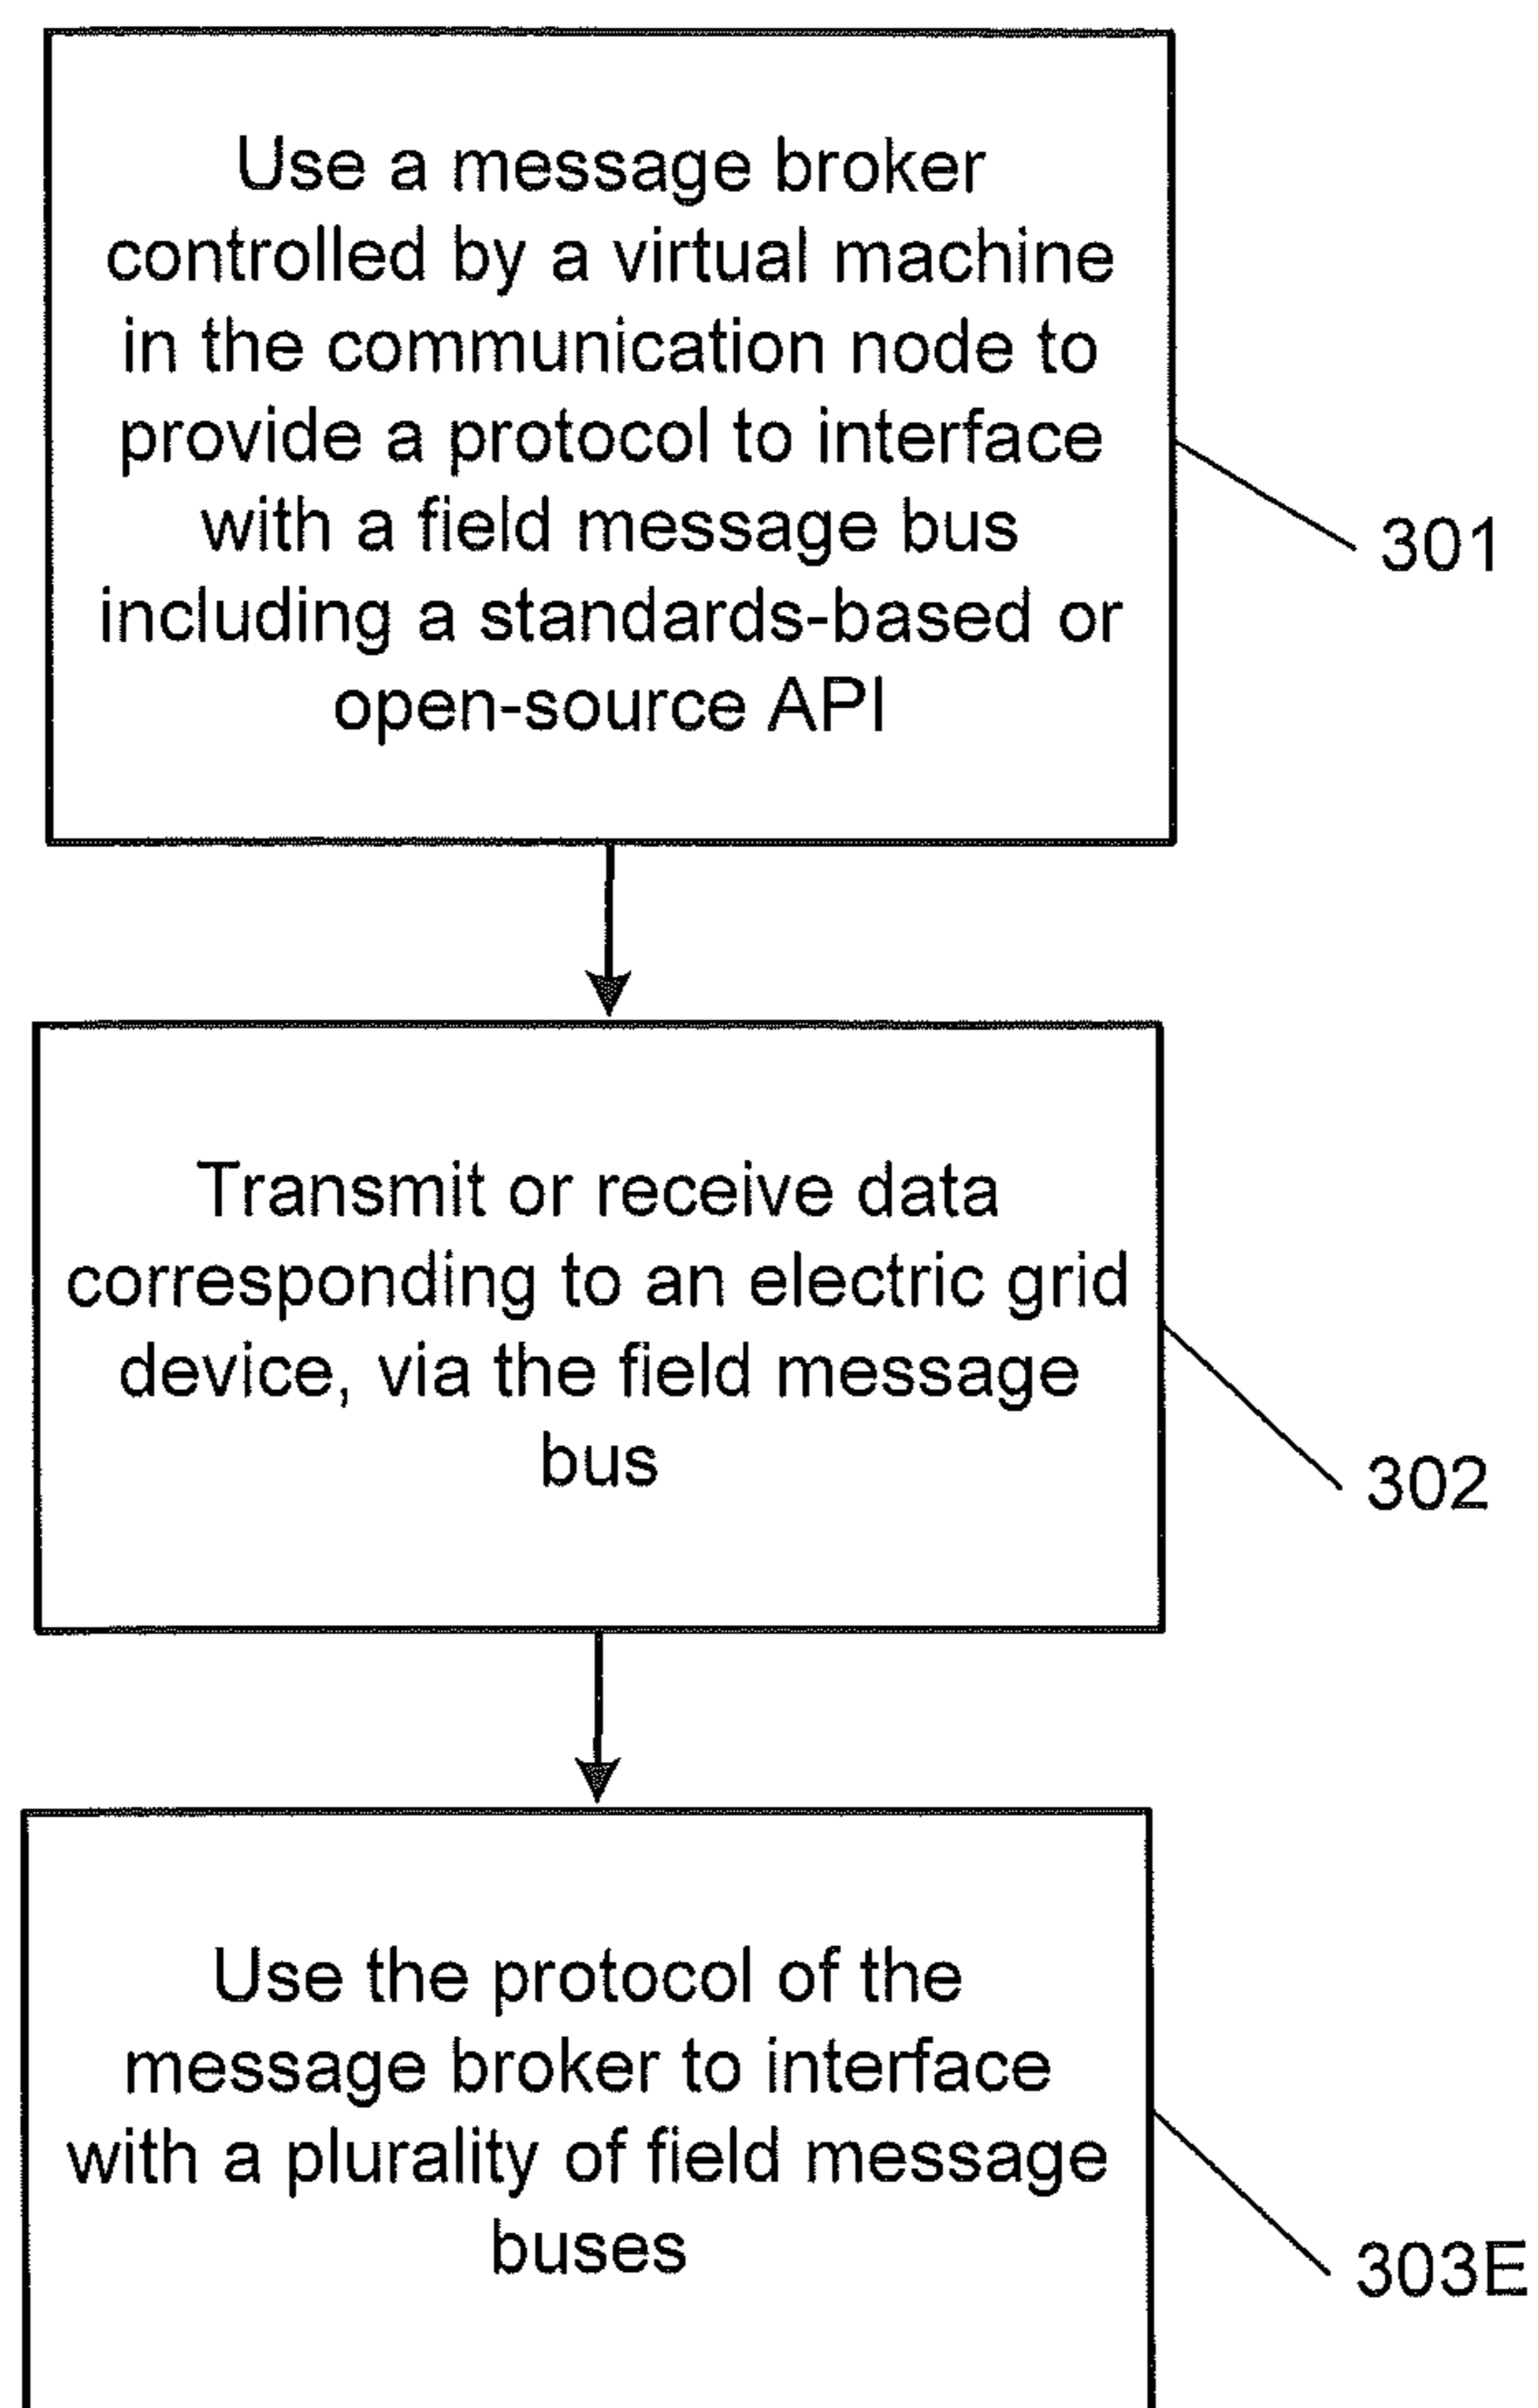 Use a message broker
controlled by a virtual machine
in the communication node to
provide a protocol to interface
with a field message bus
including a standards-based or
open-source API
301
Transmit or receive data
corresponding to an electric grid
device, via the field message
bus
302
Use the protocol of the
message broker to interface
with a plurality of field message
buses
303E